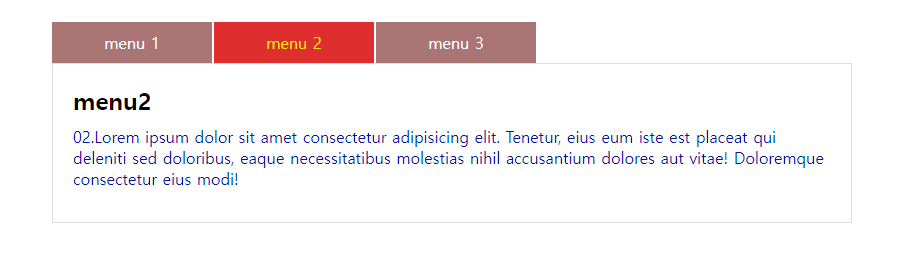 menu 1 menu 2 menu 3
menu2
02.Lorem ipsum dolor sit amet consectetur adipisicing elit. Tenetur, eius eum iste est placeat qui
deleniti sed doloribus, eaque necessitatibus molestias nihil accusantium dolores aut vitae! Doloremque
consectetur eius modi!